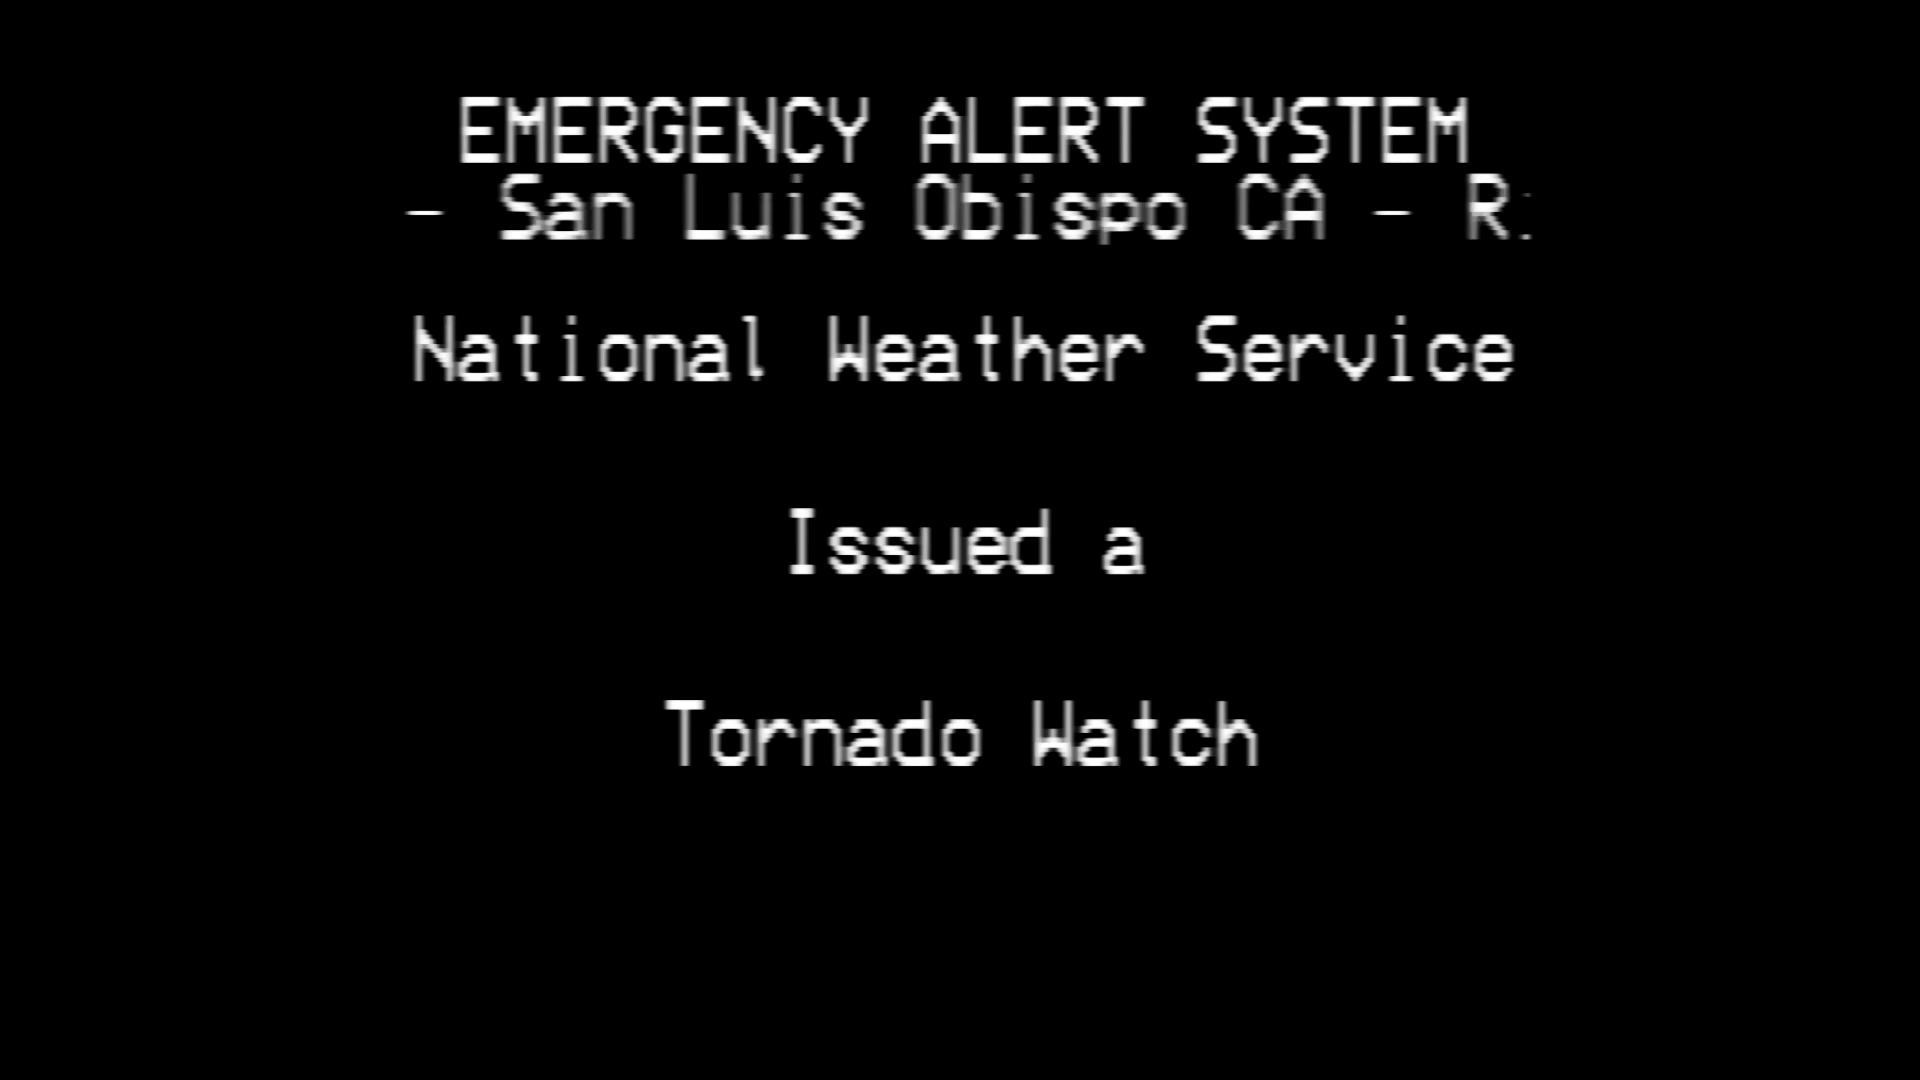 EMERGENCY ALERT SYSTEM
- San Luis Obispo CA - R
National Weather Service
Issued a
Tornado Watch